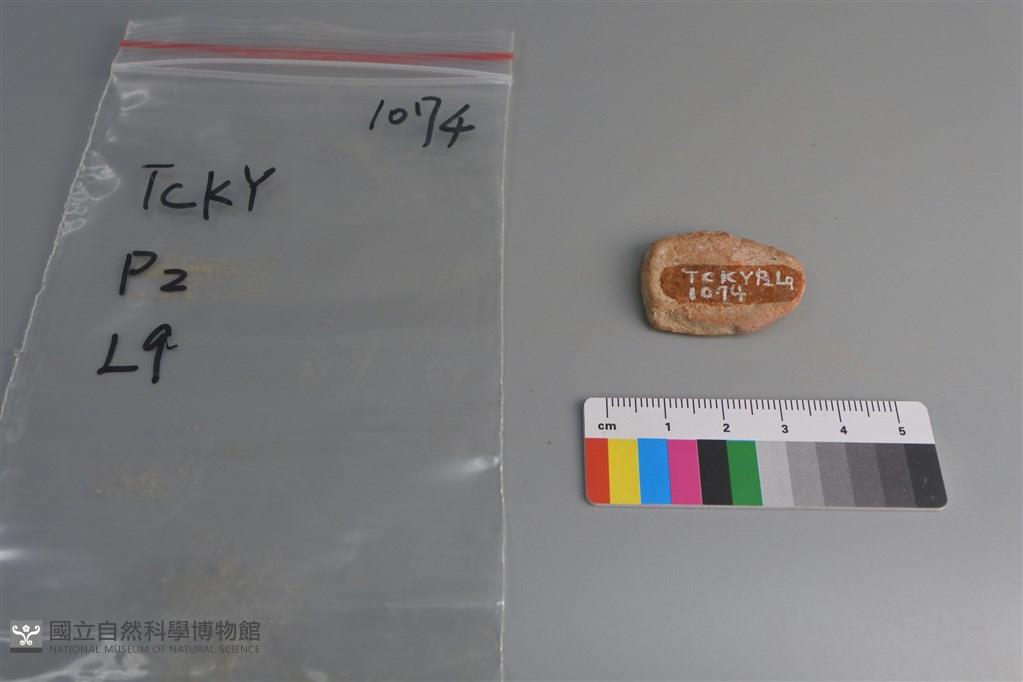 1074
TCKY
P2
L9
TCKYP2L9
1074
cm 1 2 3 4 5
國立自然科學博物館
NATIONAL MUSEUM OF NATURAL SCIENCE